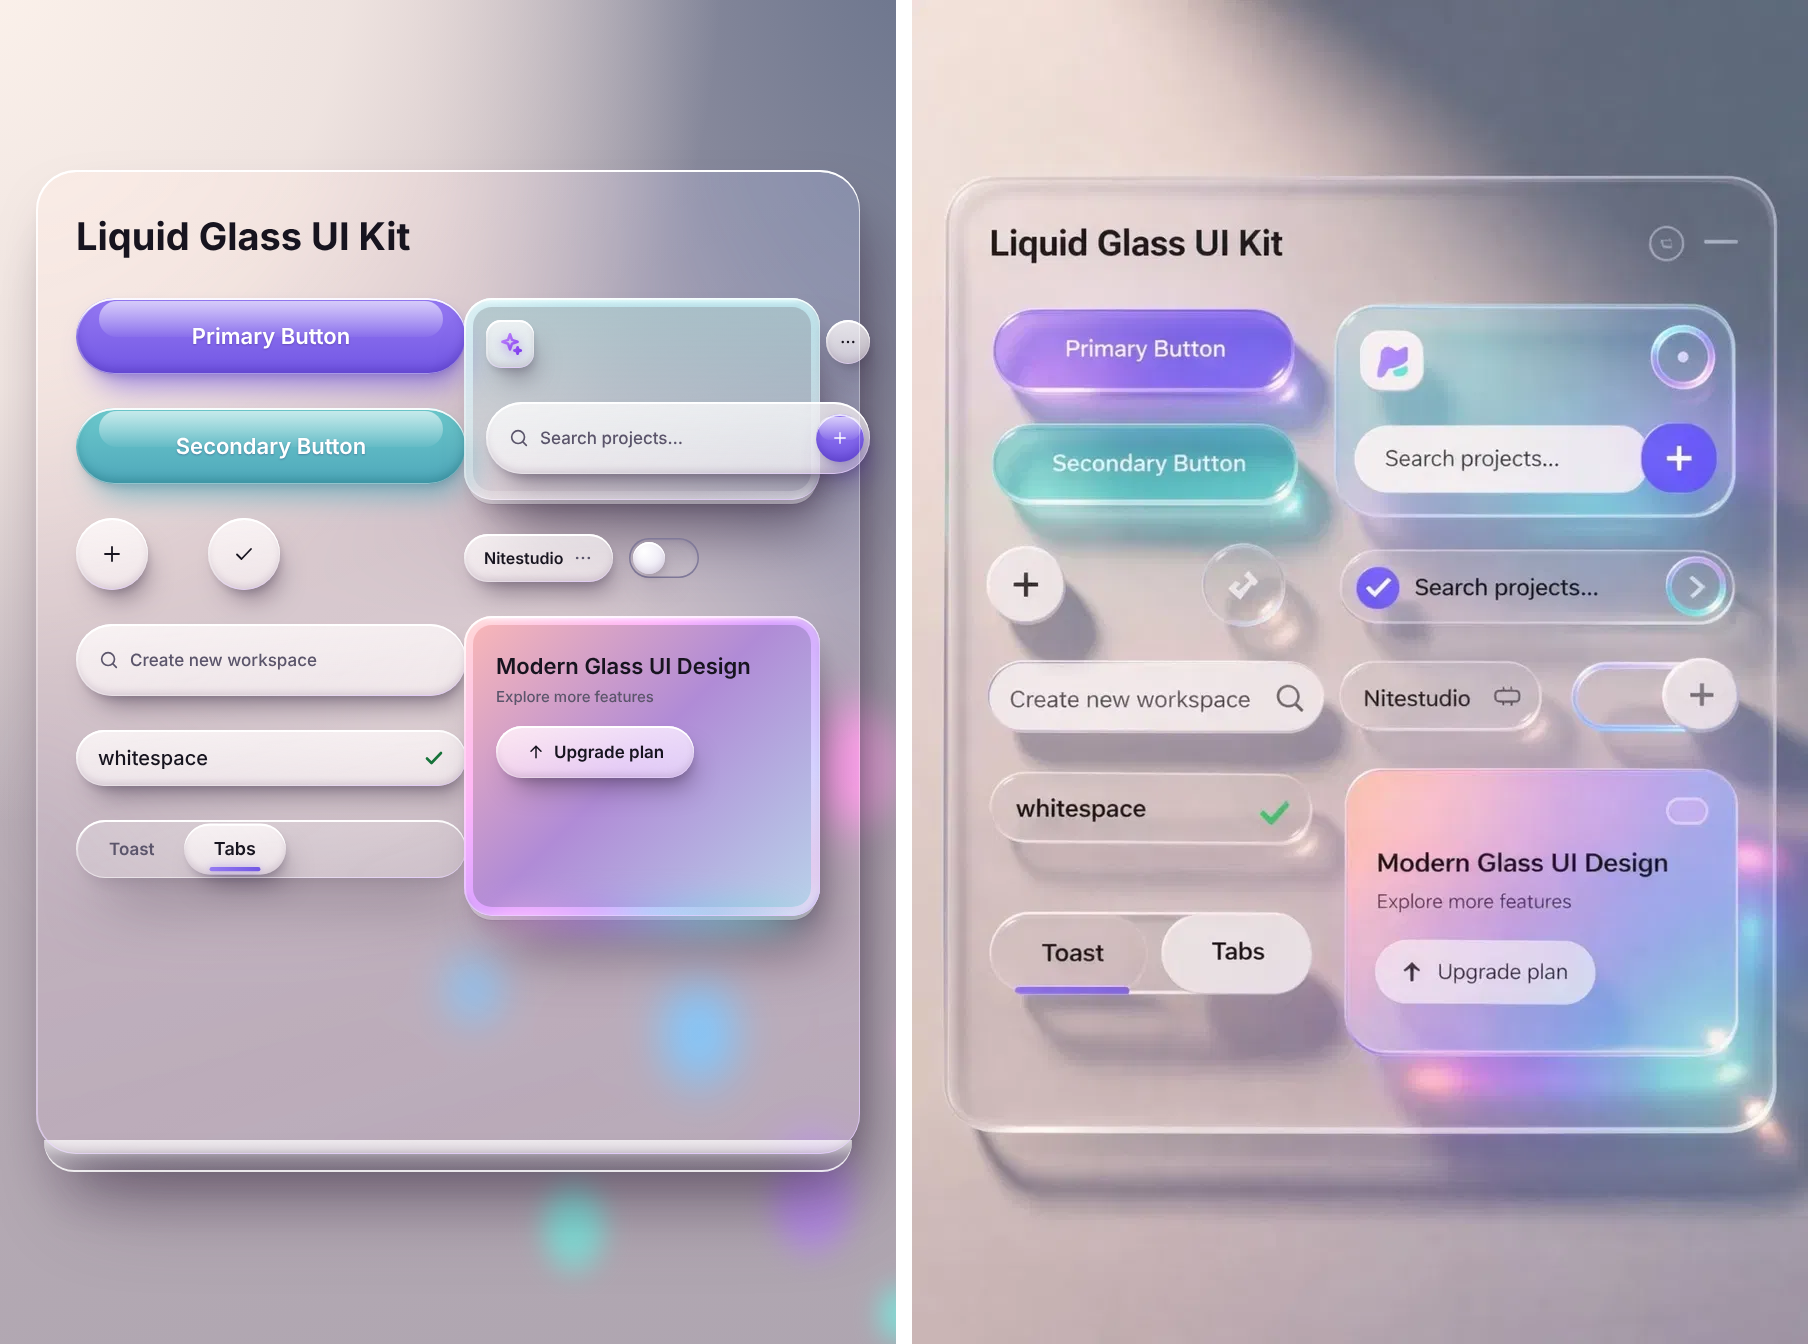 Liquid Glass UI Kit
Primary Button
Secondary Button
Search projects...
Nitestudio ...
Create new workspace
whitespace
Toast Tabs
Modern Glass UI Design
Explore more features
Upgrade plan
Liquid Glass UI Kit
Primary Button
Secondary Button
Search projects...
Search projects...
Create new workspace
Nitestudio
whitespace
Toast Tabs
Modern Glass UI Design
Explore more features
Upgrade plan